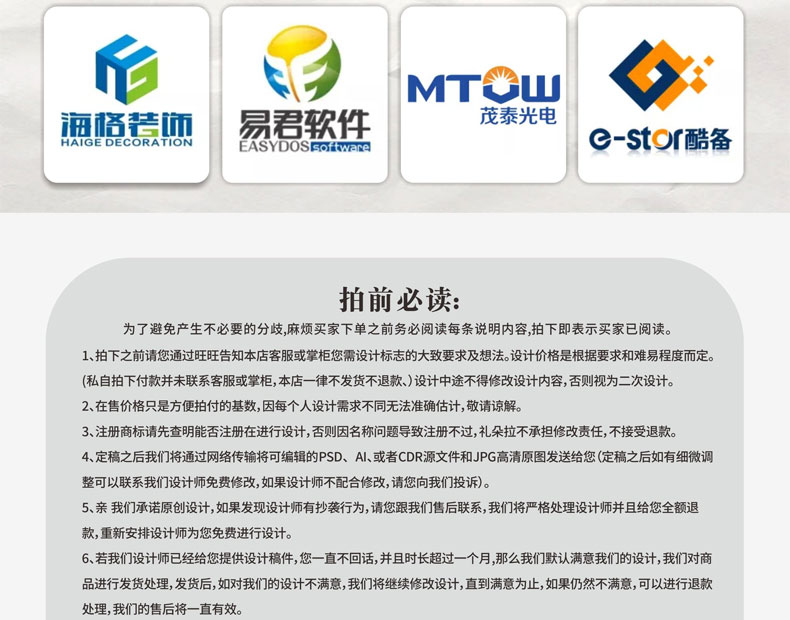 海格装饰
HAIGE DECORATION
易君软件
EASYDOS software
MTOW
茂泰光电
e-stor酷备
拍前必读:
为了避免产生不必要的分歧,麻烦买家下单之前务必阅读每条说明内容,拍下即表示买家已阅读。
1、拍下之前请您通过旺旺告知本店客服或掌柜您需设计标志的大致要求及想法。设计价格是根据要求和难易程度而定。
(私自拍下付款并未联系客服或掌柜,本店一律不发货不退款、)设计中途不得修改设计内容,否则视为二次设计。
2、在售价格只是方便拍付的基数,因每个人设计需求不同无法准确估计,敬请谅解。
3、注册商标请先查明能否注册在进行设计,否则因名称问题导致注册不过,礼朵拉不承担修改责任,不接受退款。
4、定稿之后我们将通过网络传输将可编辑的PSD、AI、或者CDR源文件和JPG高清原图发送给您(定稿之后如有细微调
整可以联系我们设计师免费修改,如果设计师不配合修改,请您向我们投诉)。
5、亲 我们承诺原创设计,如果发现设计师有抄袭行为,请您跟我们售后联系,我们将严格处理设计师并且给您全额退
款,重新安排设计师为您免费进行设计。
6、若我们设计师已经给您提供设计稿件,您一直不回话,并且时长超过一个月,那么我们默认满意我们的设计,我们对商
品进行发货处理,发货后,如对我们的设计不满意,我们将继续修改设计,直到满意为止,如果仍然不满意,可以进行退款
处理,我们的售后将一直有效。